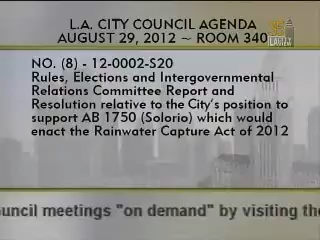 L.A. CITY COUNCIL AGENDA
AUGUST 29, 2012 ~ ROOM 340
NO. (8) - 12-0002-S20
Rules, Elections and Intergovernmental
Relations Committee Report and
Resolution relative to the City's position to
support AB 1750 (Solorio) which would
enact the Rainwater Capture Act of 2012
meetings "on demand" by visiting